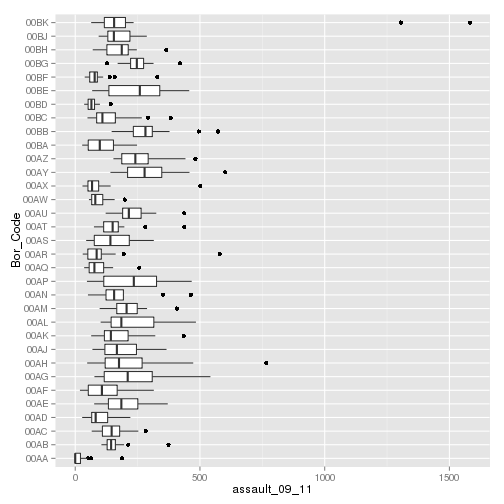 00BK
00BJ
00BH
00BG
00BF
00BE
00BD
00BC
00BB
00BA
00AZ
00AY
00AX
00AW
00AU
00AT
00AS
00AR
00AQ
00AP
00AN
00AM
00AL
00AK
00AJ
00AH
00AG
00AF
00AE
00AD
00AC
00AB
00AA
Bor_Code
0 500 1000 1500
assault_09_11